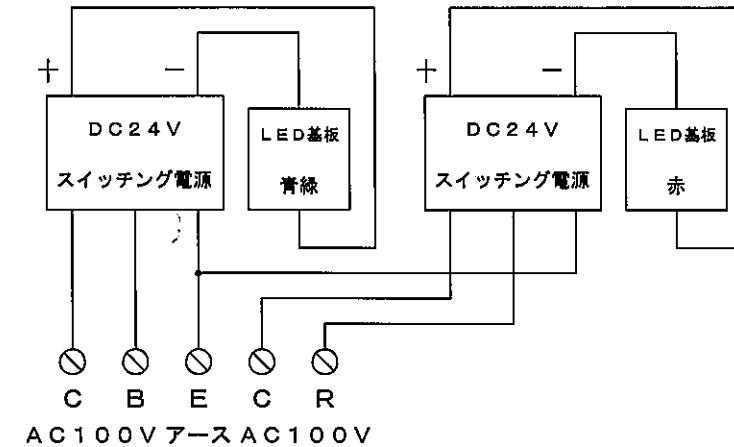 + - + -
DC24V
スイッチング電源
LED基板
青緑
DC24V
スイッチング電源
LED基板
赤
C B E C R
AC100V アース AC100V